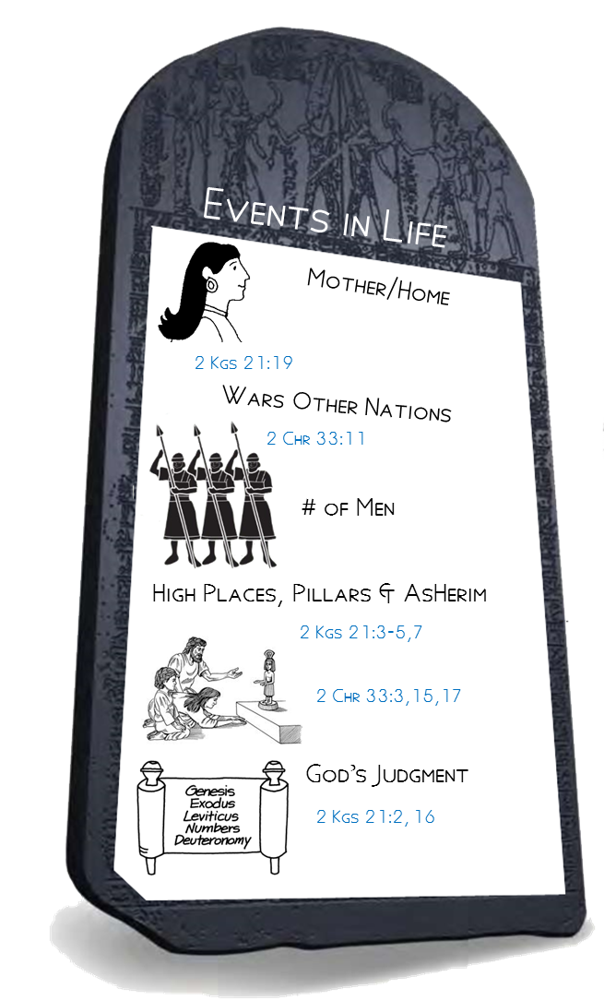 Events in Life
Mother/Home
2 Kgs 21:19
Wars Other Nations
2 Chr 33:11
# of Men
High Places, Pillars & AsHerim
2 Kgs 21:3-5,7
2 Chr 33:3,15,17
God's Judgment
Genesis
Exodus
Leviticus
Numbers
Deuteronomy
2 Kgs 21:2, 16